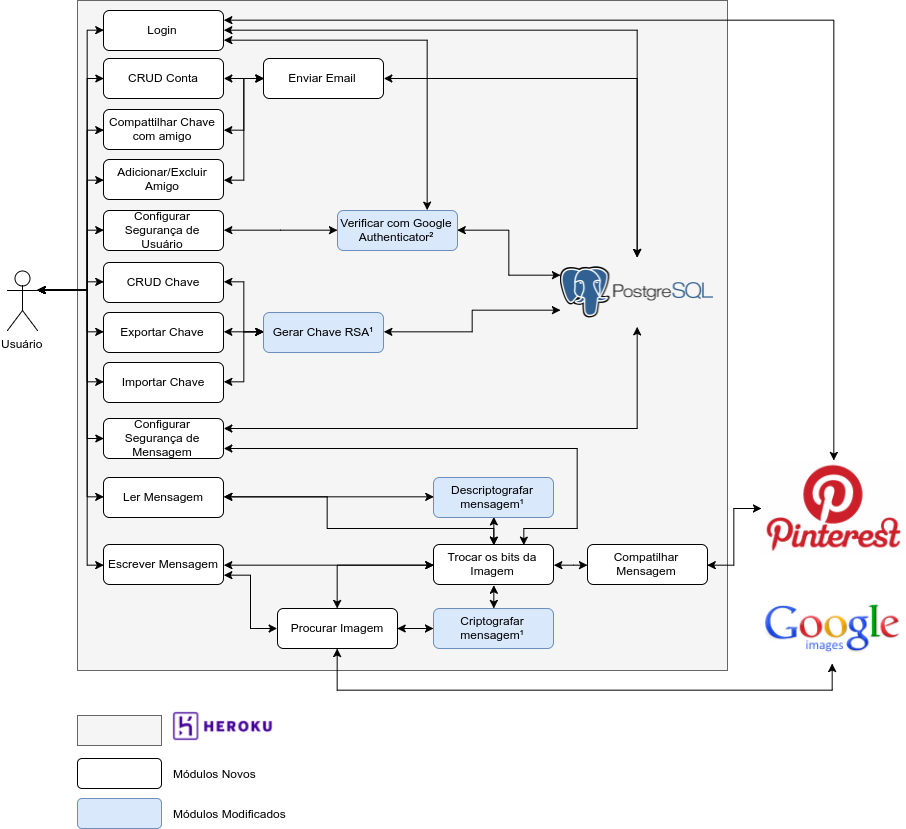 Login
CRUD Conta
Enviar Email
Compattilhar Chave
com amigo
Adicionar/Excluir
Amigo
Configurar
Segurança de
Usuário
Verificar com Google
Authenticator²
CRUD Chave
PostgreSQL
Usuário
Exportar Chave
Gerar Chave RSA¹
Importar Chave
Configurar
Segurança de
Mensagem
Ler Mensagem
Descriptografar
mensagem¹
Pinterest
Escrever Mensagem
Trocar os bits da
Imagem
Compatilhar
Mensagem
Procurar Imagem
Criptografar
mensagem¹
Google
images
HEROKU
Módulos Novos
Módulos Modificados